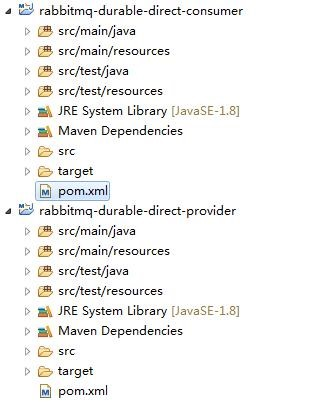 rabbitmq-durable-direct-consumer
src/main/java
src/main/resources
src/test/java
src/test/resources
JRE System Library [JavaSE-1.8]
Maven Dependencies
src
target
pom.xml
rabbitmq-durable-direct-provider
src/main/java
src/main/resources
src/test/java
src/test/resources
JRE System Library [JavaSE-1.8]
Maven Dependencies
src
target
pom.xml